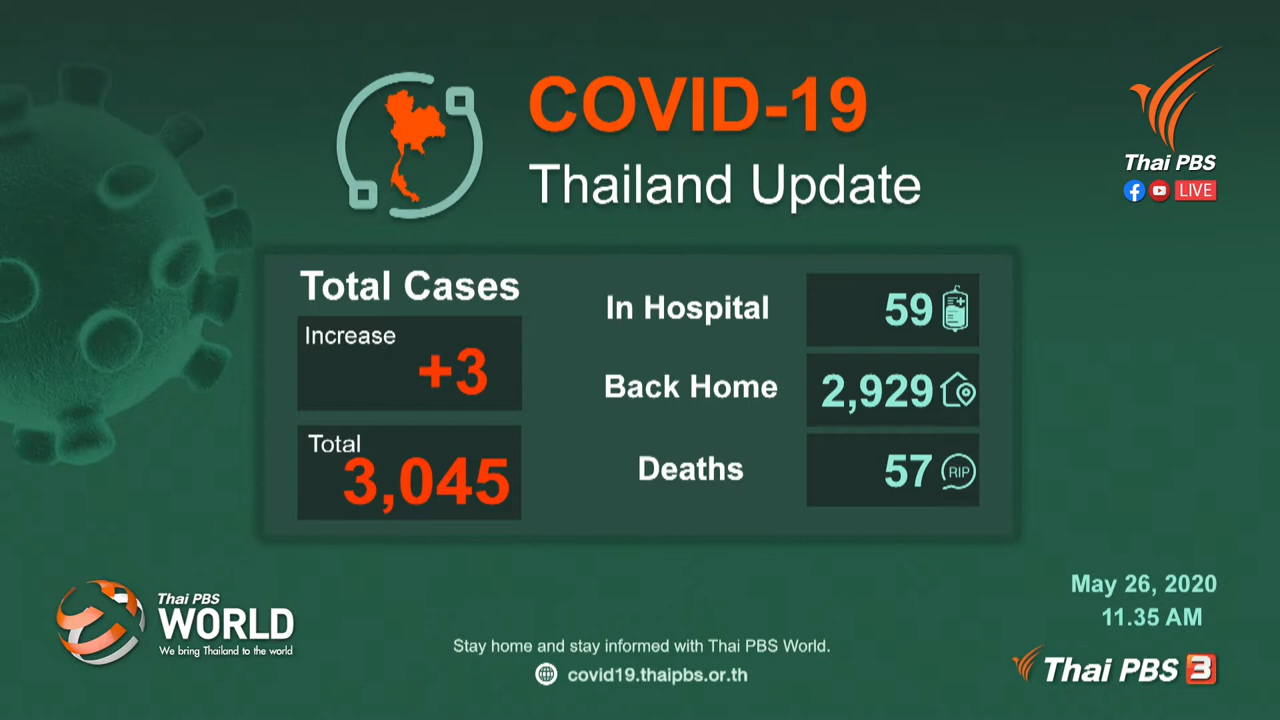 COVID-19
Thailand Update
Thai PBS
LIVE
Total Cases
Increase
+3
Total
3,045
In Hospital
59
Back Home
2,929
Deaths
57
RIP
Thai PBS
WORLD
We bring Thailand to the world
Stay home and stay informed with Thai PBS World.
covid19.thaipbs.or.th
May 26, 2020
11.35 AM
Thai PBS 3